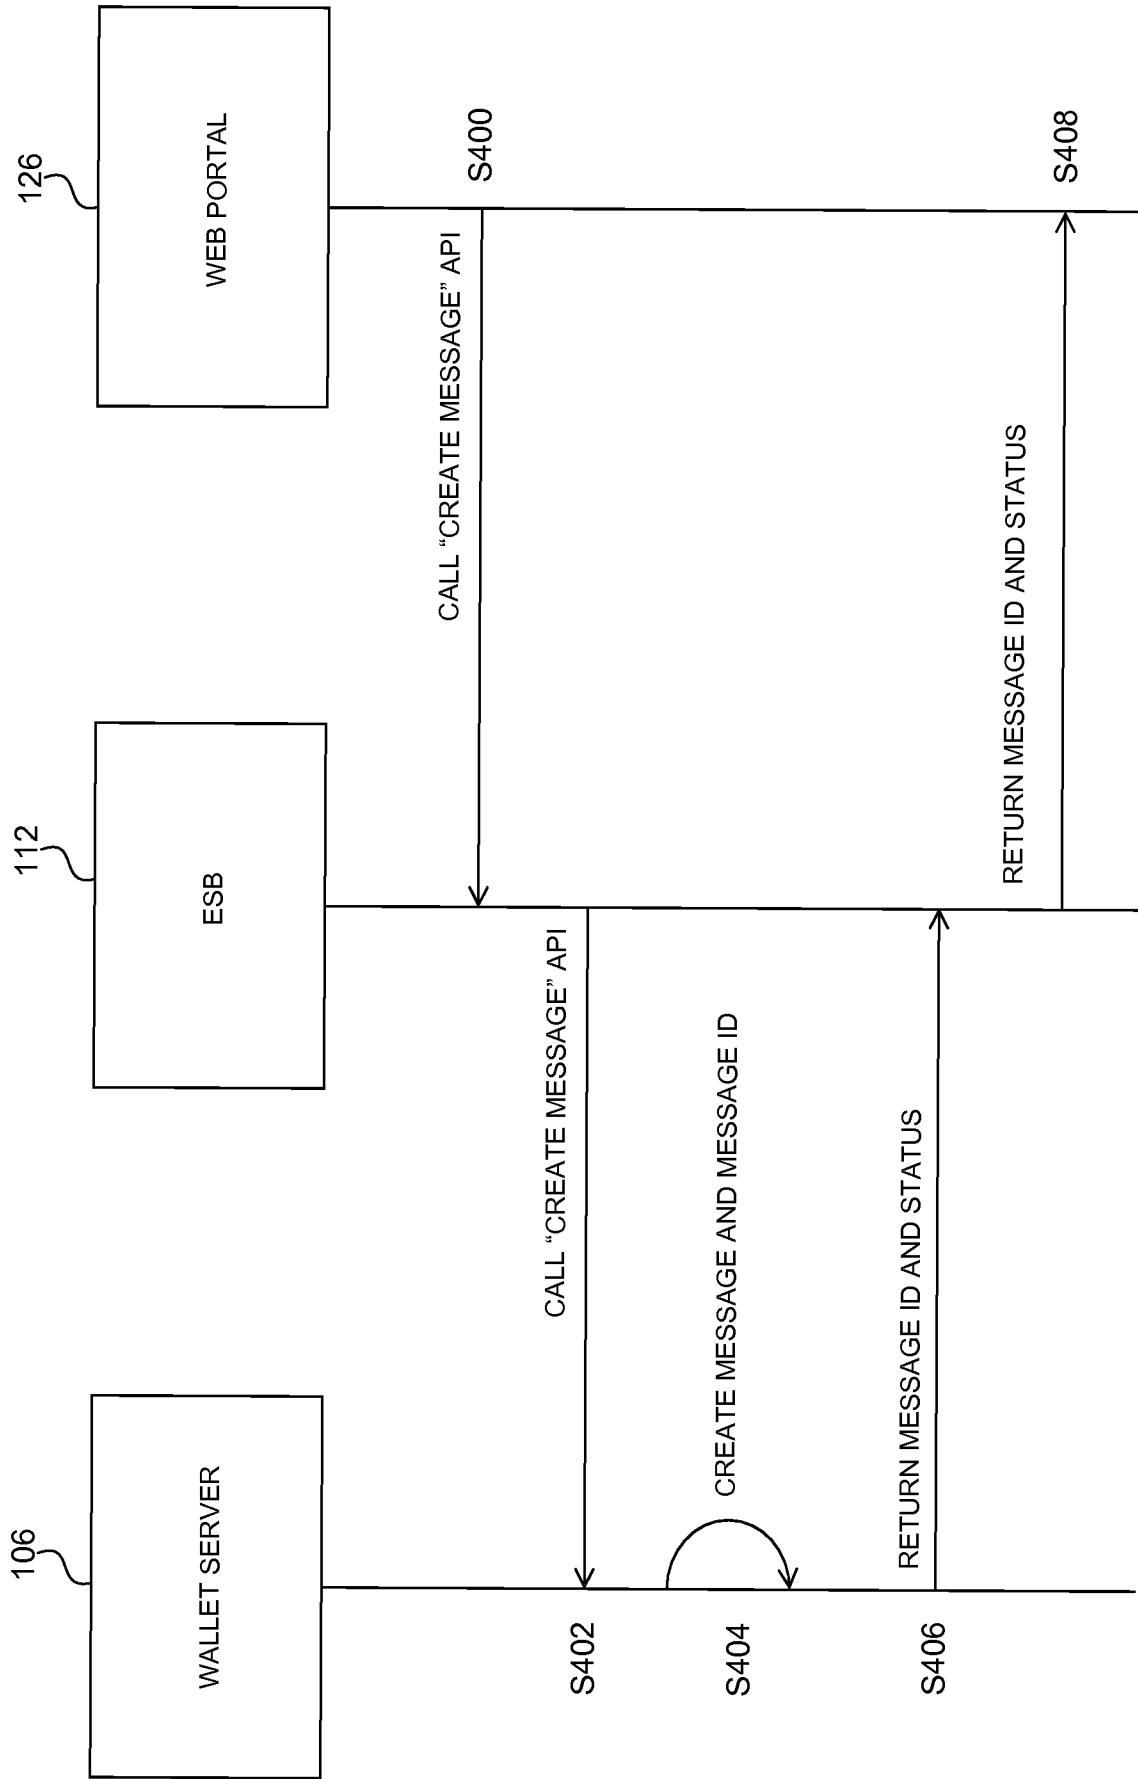 106
WALLET SERVER
112
ESB
126
WEB PORTAL
CALL “CREATE MESSAGE” API
S400
S402
CALL “CREATE MESSAGE” API
S404
CREATE MESSAGE AND MESSAGE ID
S406
RETURN MESSAGE ID AND STATUS
RETURN MESSAGE ID AND STATUS
S408